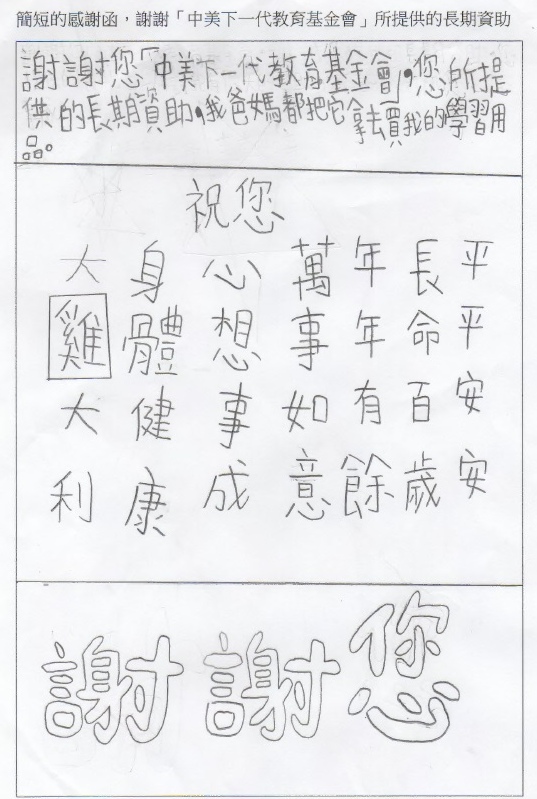 簡短的感謝函，謝謝「中美下一代教育基金會」所提供的長期資助
謝謝您「中美下一代教育基金會」，您所提
供的長期資助，我爸媽都把它拿去買我的學習用
品。
祝您
平平安安
長命百歲
年年有餘
萬事如意
心想事成
身體健康
大雞大利
謝謝您